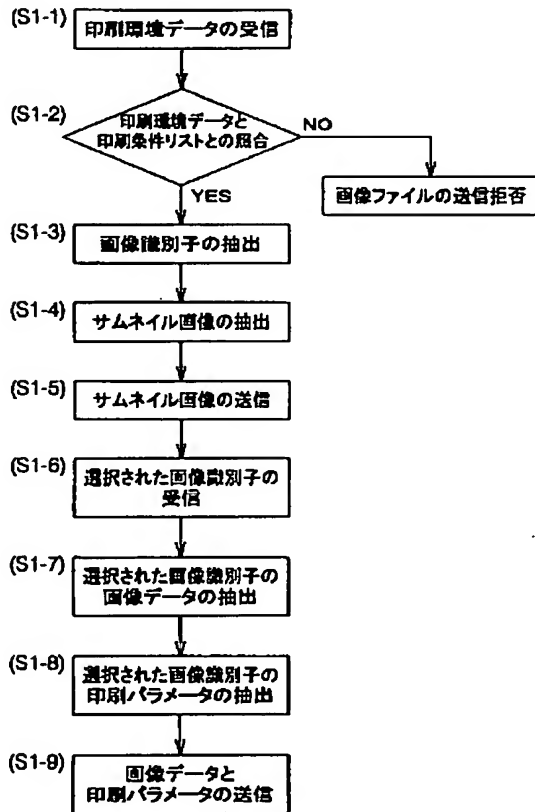 (S1-1)
印刷環境データの受信
(S1-2)
印刷環境データと
印刷条件リストとの照合
NO
YES
画像ファイルの送信拒否
(S1-3)
画像識別子の抽出
(S1-4)
サムネイル画像の抽出
(S1-5)
サムネイル画像の送信
(S1-6)
選択された画像識別子の
受信
(S1-7)
選択された画像識別子の
画像データの抽出
(S1-8)
選択された画像識別子の
印刷パラメータの抽出
(S1-9)
画像データと
印刷パラメータの送信